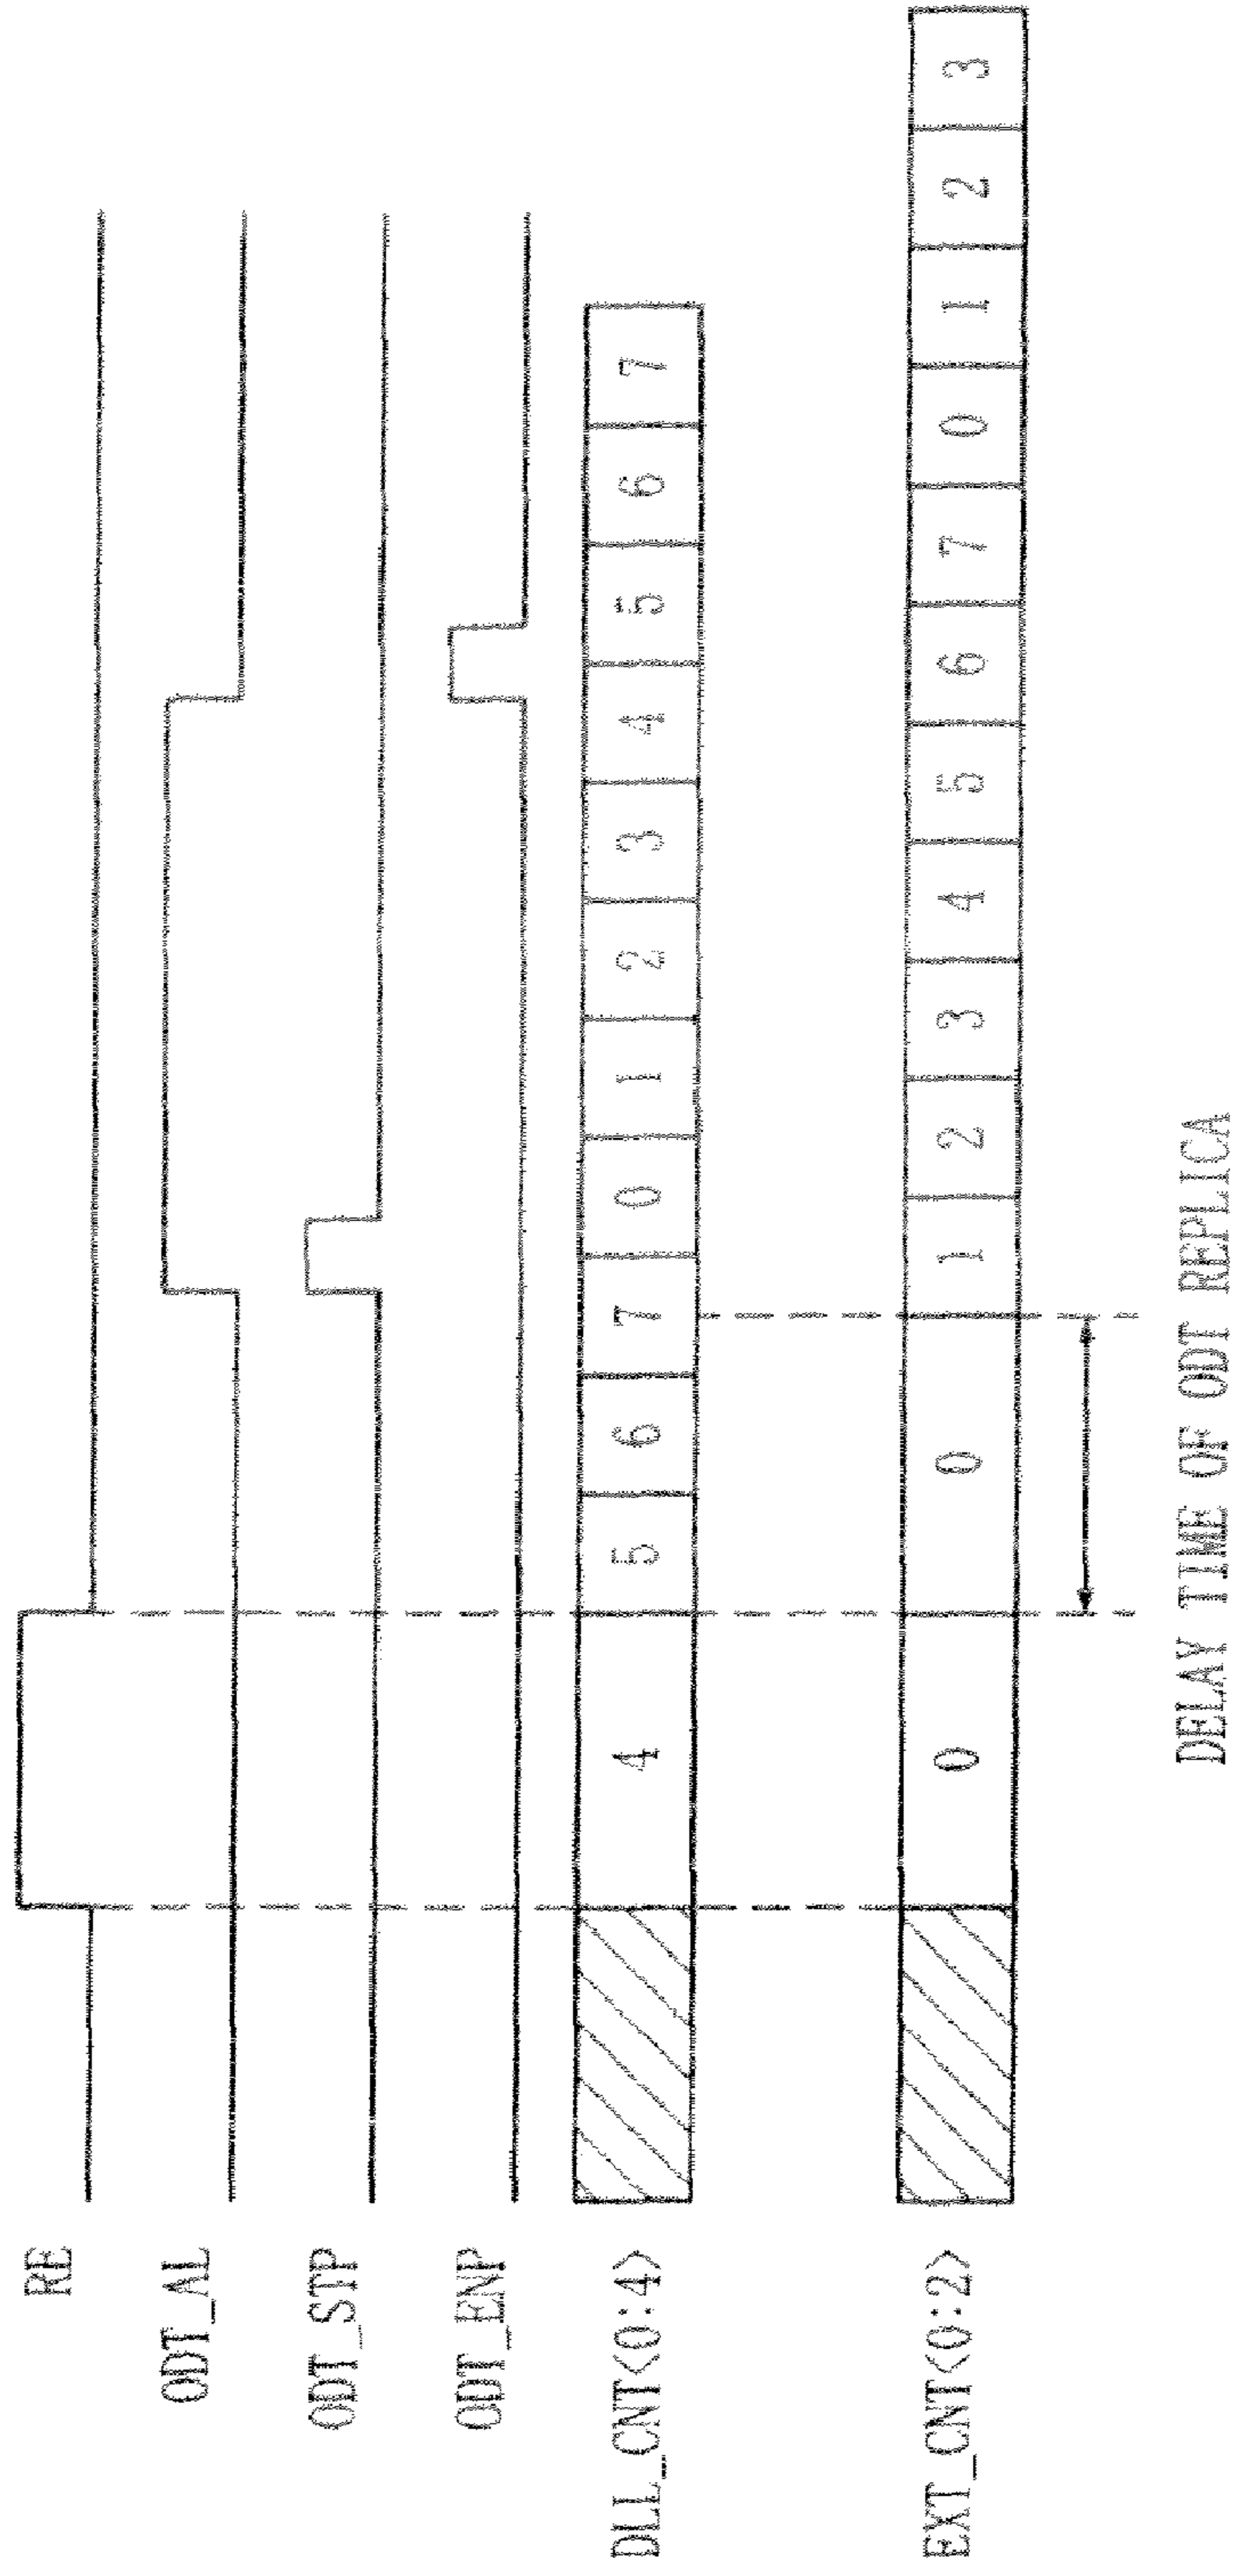 RE
ODT_AL
ODT_STP
ODT_ENP
DLL_CNT<0:4> 4 5 6 7 0 1 2 3 4 5 6 7
EXT_CNT<0:2> 0 0 1 2 3 4 5 6 7 0 1 2 3
DELAY TIME OF ODT REPLICA